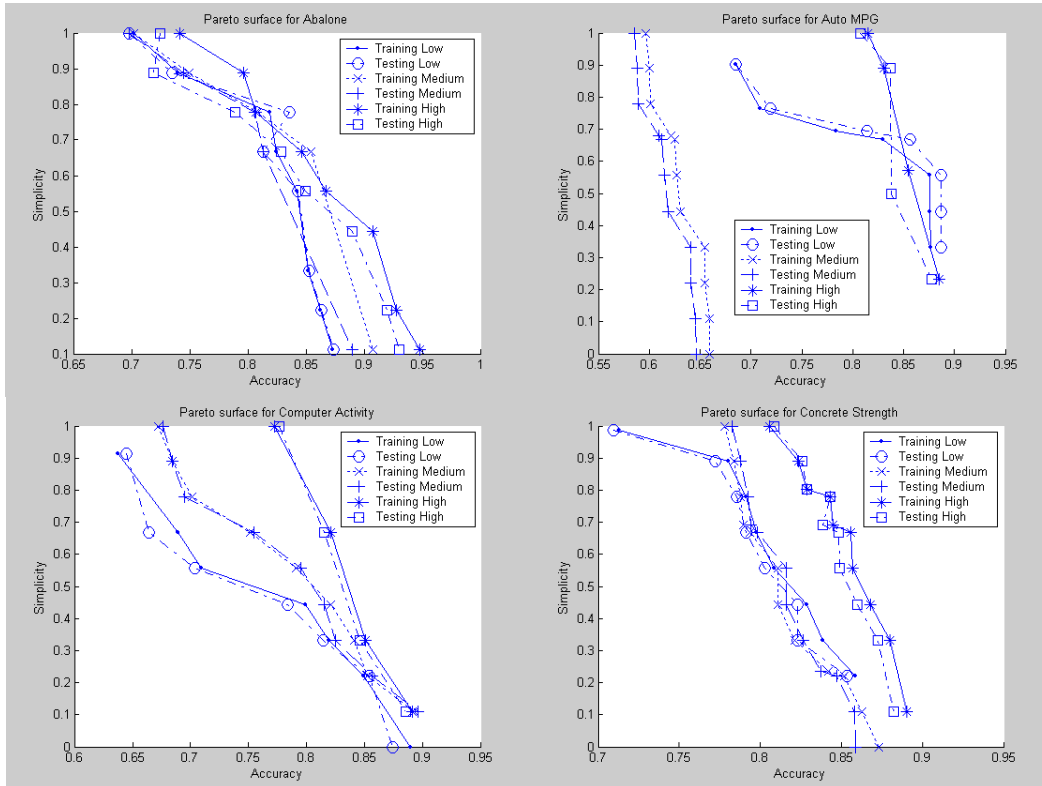 Pareto surface for Abalone
1
0.9
0.8
0.7
0.6
0.5
0.4
0.3
0.2
0.1
Simplicity
0.65 0.7 0.75 0.8 0.85 0.9 0.95 1
Accuracy
Training Low
Testing Low
Training Medium
Testing Medium
Training High
Testing High
Pareto surface for Auto MPG
1
0.9
0.8
0.7
0.6
0.5
0.4
0.3
0.2
0.1
0
Simplicity
0.55 0.6 0.65 0.7 0.75 0.8 0.85 0.9 0.95
Accuracy
Training Low
Testing Low
Training Medium
Testing Medium
Training High
Testing High
Pareto surface for Computer Activity
1
0.9
0.8
0.7
0.6
0.5
0.4
0.3
0.2
0.1
0
Simplicity
0.6 0.65 0.7 0.75 0.8 0.85 0.9 0.95
Accuracy
Training Low
Testing Low
Training Medium
Testing Medium
Training High
Testing High
Pareto surface for Concrete Strength
1
0.9
0.8
0.7
0.6
0.5
0.4
0.3
0.2
0.1
0
Simplicity
0.7 0.75 0.8 0.85 0.9 0.95
Accuracy
Training Low
Testing Low
Training Medium
Testing Medium
Training High
Testing High